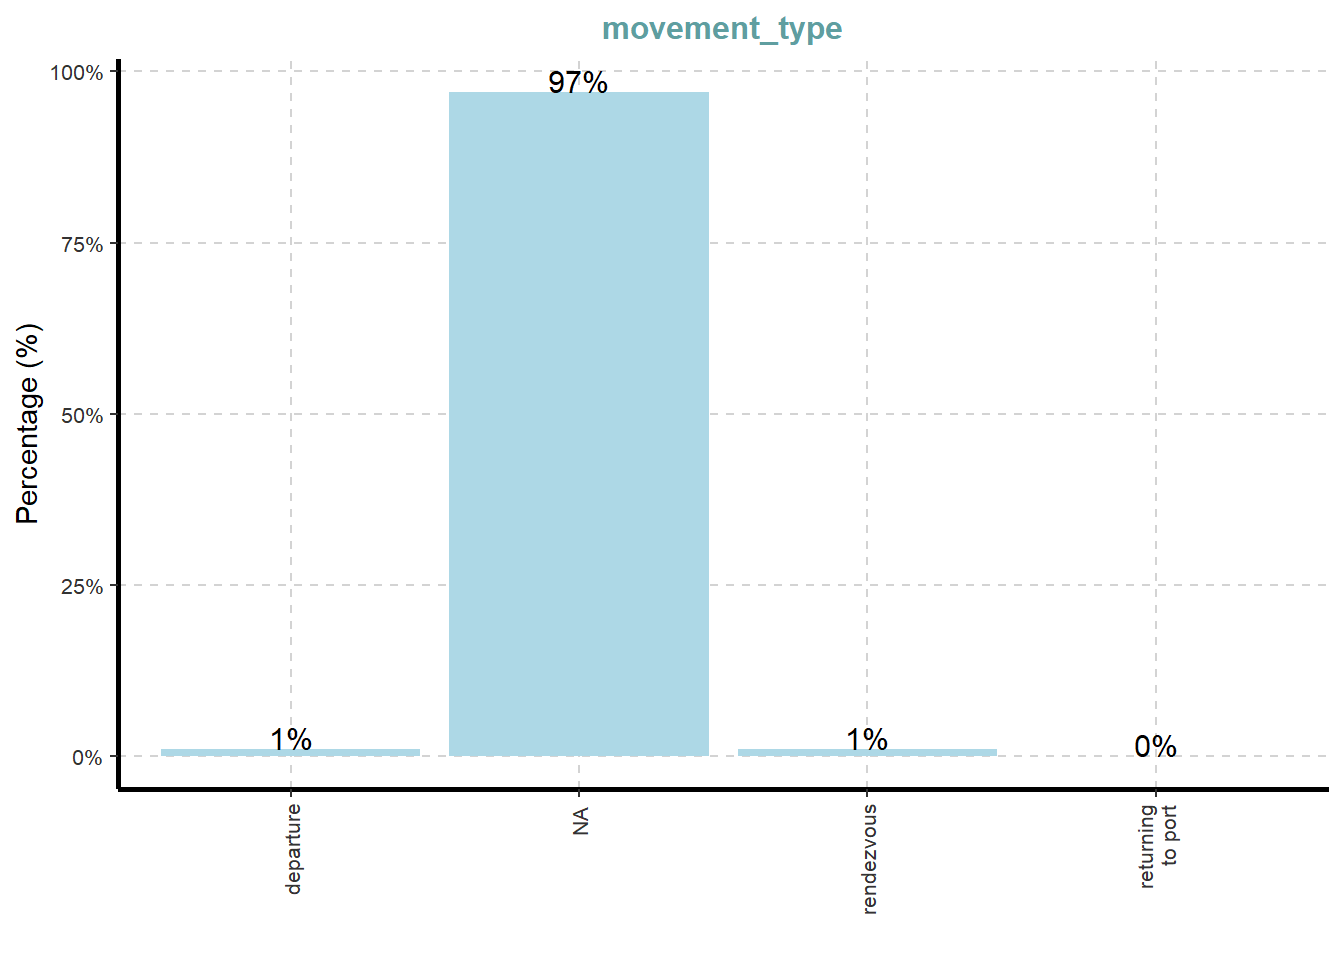 movement_type
Percentage (%)
100%
75%
50%
25%
0%
1%
97%
1%
0%
departure
NA
rendezvous
returning
to port